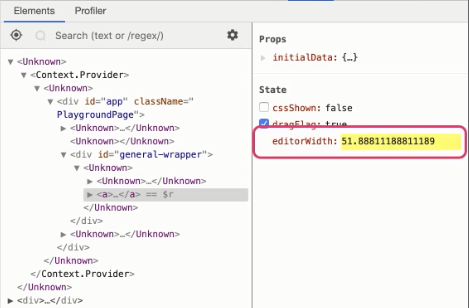 Elements Profiler
Search (text or /regex/)
▼<Unknown>
▼<Context.Provider>
▼<Unknown>
▼<div id="app" className="
PlaygroundPage">
▶<Unknown>…</Unknown>
<Unknown></Unknown>
▼<div id="general-wrapper">
▼<Unknown>
▶<Unknown>…</Unknown>
▶<a>…</a> == $r
</Unknown>
</div>
▶<Unknown>…</Unknown>
</div>
</Unknown>
</Context.Provider>
</Unknown>
▶<div>…</div>
Props
▶ initialData: {…}
State
cssShown: false
dragFlag: true
editorWidth: 51.88811188811189